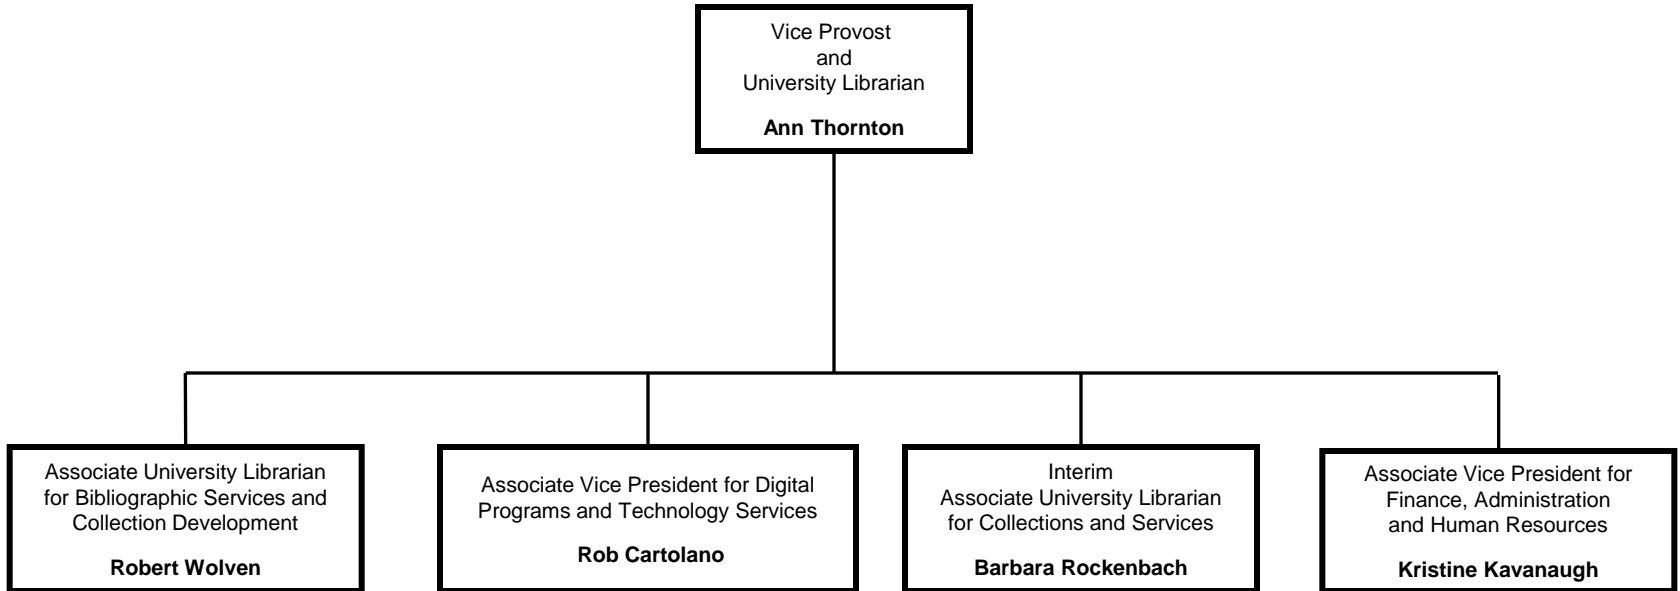 Vice Provost
and
University Librarian
Ann Thornton
Associate University Librarian
for Bibliographic Services and
Collection Development
Robert Wolven
Associate Vice President for Digital
Programs and Technology Services
Rob Cartolano
Interim
Associate University Librarian
for Collections and Services
Barbara Rockenbach
Associate Vice President for
Finance, Administration
and Human Resources
Kristine Kavanaugh